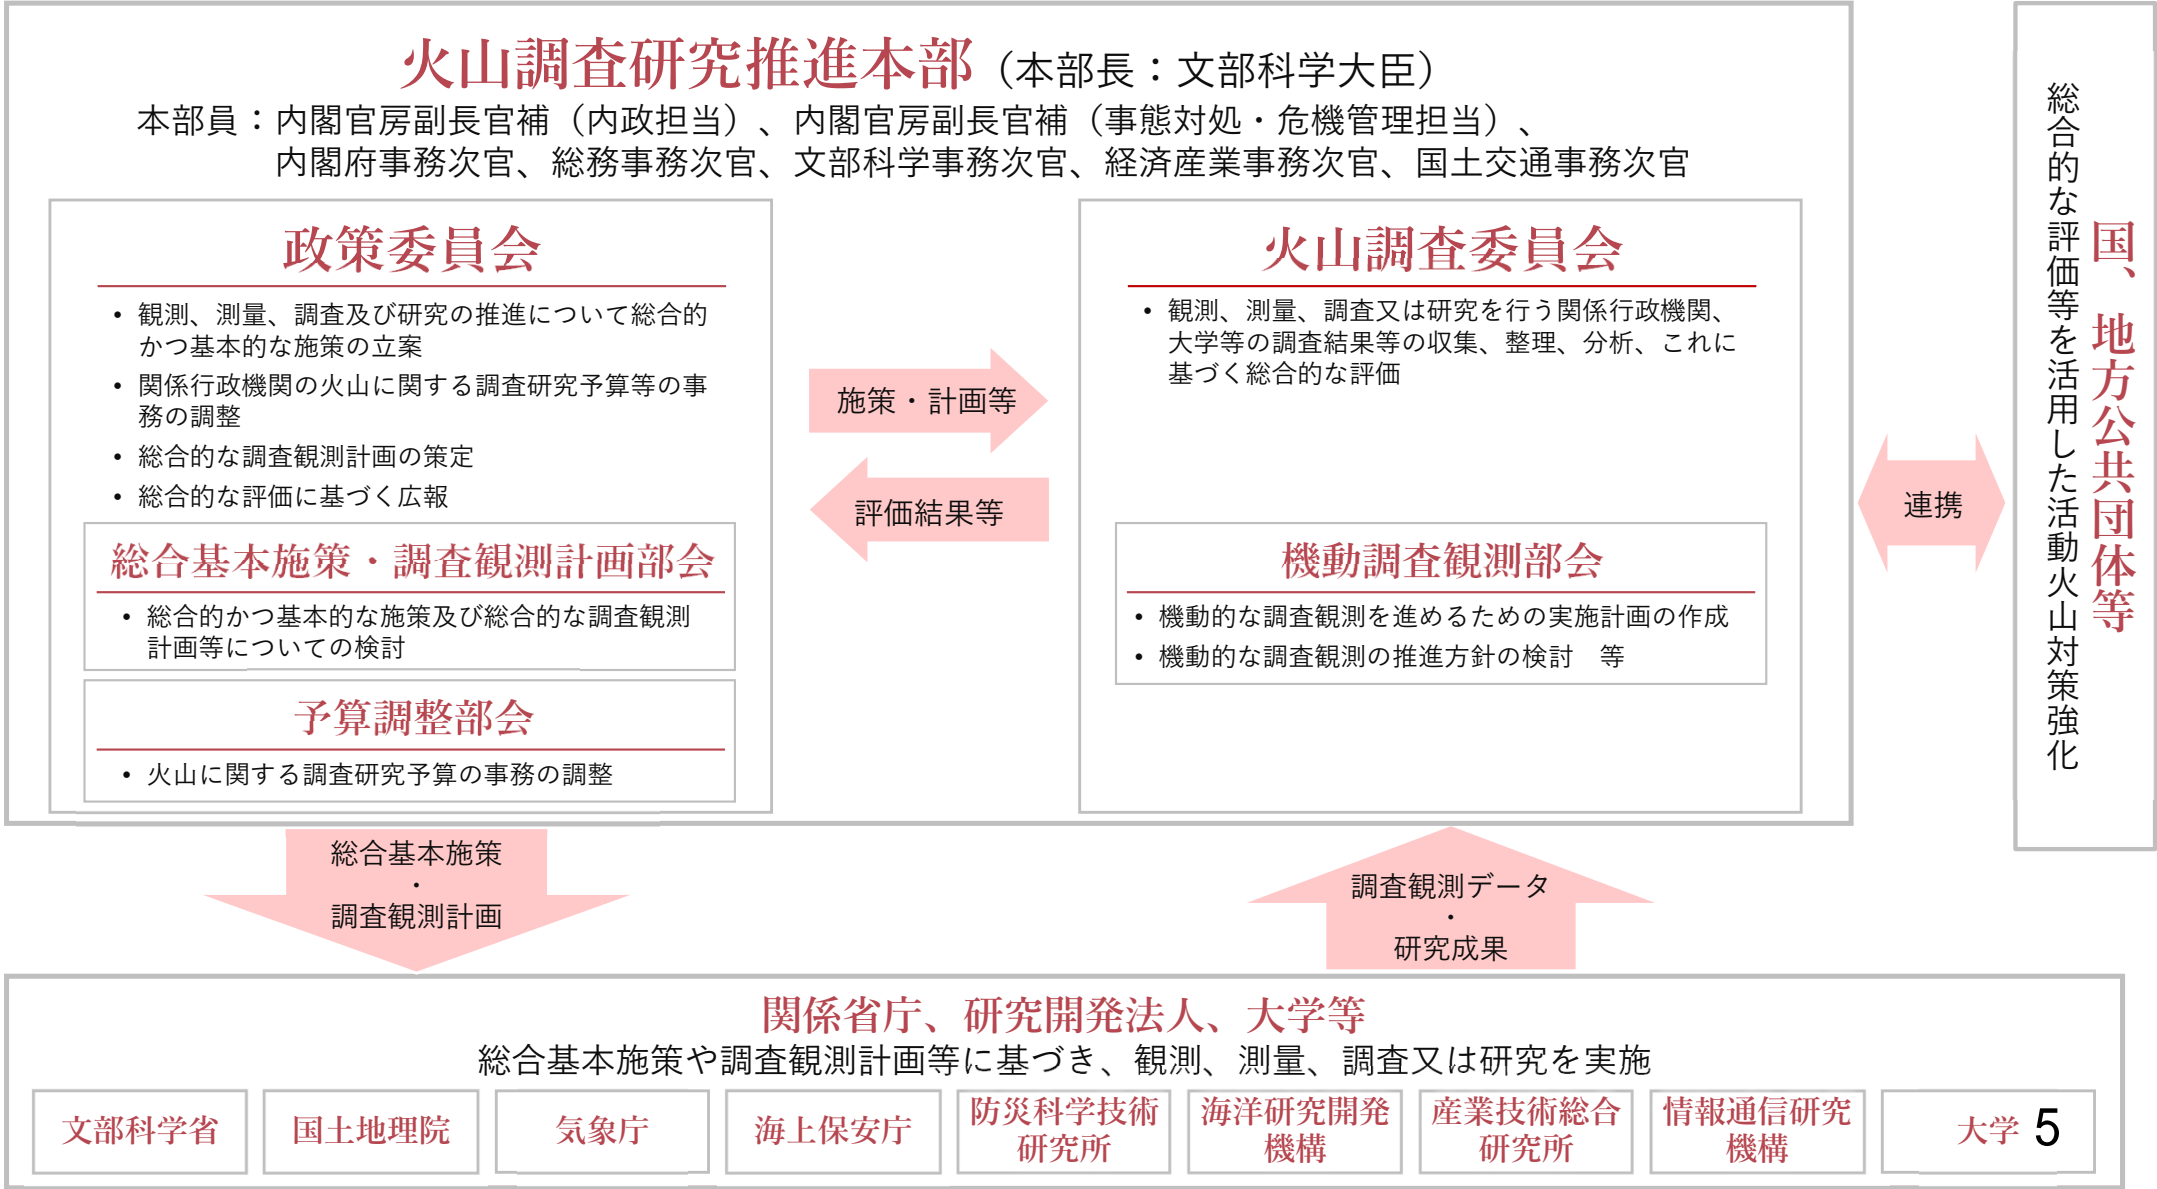 火山調査研究推進本部（本部長：文部科学大臣）
本部員：内閣官房副長官補（内政担当）、内閣官房副長官補（事態対処・危機管理担当）、
内閣府事務次官、総務事務次官、文部科学事務次官、経済産業事務次官、国土交通事務次官
政策委員会
• 観測、測量、調査及び研究の推進について総合的
かつ基本的な施策の立案
• 関係行政機関の火山に関する調査研究予算等の事
務の調整
• 総合的な調査観測計画の策定
• 総合的な評価に基づく広報
総合基本施策・調査観測計画部会
• 総合的かつ基本的な施策及び総合的な調査観測
計画等についての検討
予算調整部会
• 火山に関する調査研究予算の事務の調整
施策・計画等
評価結果等
火山調査委員会
• 観測、測量、調査又は研究を行う関係行政機関、
大学等の調査結果等の収集、整理、分析、これに
基づく総合的な評価
機動調査観測部会
• 機動的な調査観測を進めるための実施計画の作成
• 機動的な調査観測の推進方針の検討　等
連携
国、地方公共団体等
総合的な評価等を活用した活動火山対策強化
総合基本施策
・
調査観測計画
調査観測データ
・
研究成果
関係省庁、研究開発法人、大学等
総合基本施策や調査観測計画等に基づき、観測、測量、調査又は研究を実施
文部科学省
国土地理院
気象庁
海上保安庁
防災科学技術
研究所
海洋研究開発
機構
産業技術総合
研究所
情報通信研究
機構
大学 5